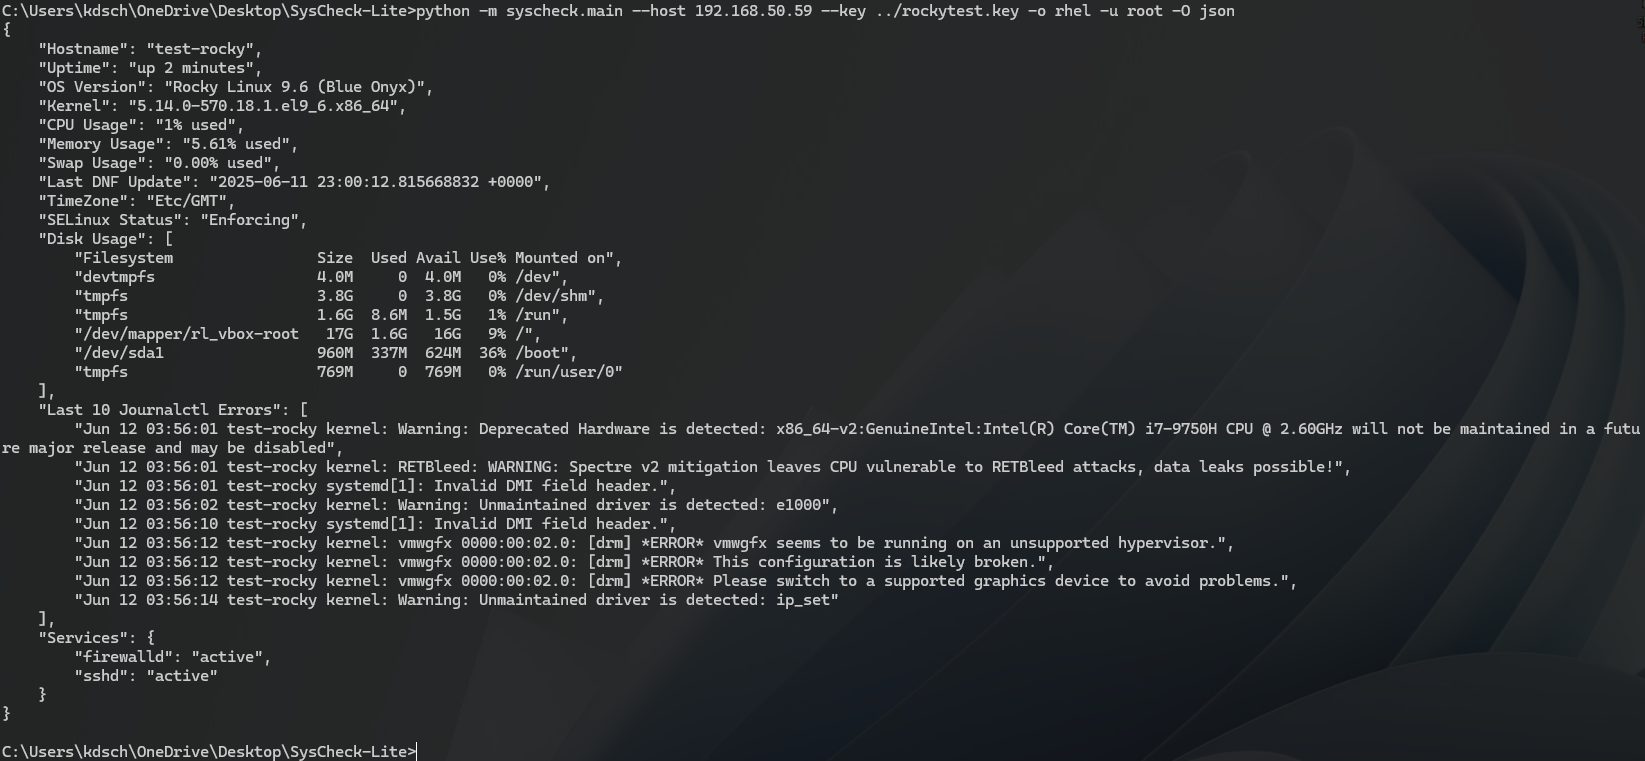 C:\Users\kdsch\OneDrive\Desktop\SysCheck-Lite>python -m syscheck.main --host 192.168.50.59 --key ../rockytest.key -o rhel -u root -O json
{
    "Hostname": "test-rocky",
    "Uptime": "up 2 minutes",
    "OS Version": "Rocky Linux 9.6 (Blue Onyx)",
    "Kernel": "5.14.0-570.18.1.el9_6.x86_64",
    "CPU Usage": "1% used",
    "Memory Usage": "5.61% used",
    "Swap Usage": "0.00% used",
    "Last DNF Update": "2025-06-11 23:00:12.815668832 +0000",
    "TimeZone": "Etc/GMT",
    "SELinux Status": "Enforcing",
    "Disk Usage": [
        "Filesystem                Size  Used Avail Use% Mounted on",
        "devtmpfs                  4.0M     0  4.0M   0% /dev",
        "tmpfs                     3.8G     0  3.8G   0% /dev/shm",
        "tmpfs                     1.6G  8.6M  1.5G   1% /run",
        "/dev/mapper/rl_vbox-root   17G  1.6G   16G   9% /",
        "/dev/sda1                 960M  337M  624M  36% /boot",
        "tmpfs                     769M     0  769M   0% /run/user/0"
    ],
    "Last 10 Journalctl Errors": [
        "Jun 12 03:56:01 test-rocky kernel: Warning: Deprecated Hardware is detected: x86_64-v2:GenuineIntel:Intel(R) Core(TM) i7-9750H CPU @ 2.60GHz will not be maintained in a futu
re major release and may be disabled",
        "Jun 12 03:56:01 test-rocky kernel: RETBleed: WARNING: Spectre v2 mitigation leaves CPU vulnerable to RETBleed attacks, data leaks possible!",
        "Jun 12 03:56:01 test-rocky systemd[1]: Invalid DMI field header.",
        "Jun 12 03:56:02 test-rocky kernel: Warning: Unmaintained driver is detected: e1000",
        "Jun 12 03:56:10 test-rocky systemd[1]: Invalid DMI field header.",
        "Jun 12 03:56:12 test-rocky kernel: vmwgfx 0000:00:02.0: [drm] *ERROR* vmwgfx seems to be running on an unsupported hypervisor.",
        "Jun 12 03:56:12 test-rocky kernel: vmwgfx 0000:00:02.0: [drm] *ERROR* This configuration is likely broken.",
        "Jun 12 03:56:12 test-rocky kernel: vmwgfx 0000:00:02.0: [drm] *ERROR* Please switch to a supported graphics device to avoid problems.",
        "Jun 12 03:56:14 test-rocky kernel: Warning: Unmaintained driver is detected: ip_set"
    ],
    "Services": {
        "firewalld": "active",
        "sshd": "active"
    }
}
C:\Users\kdsch\OneDrive\Desktop\SysCheck-Lite>